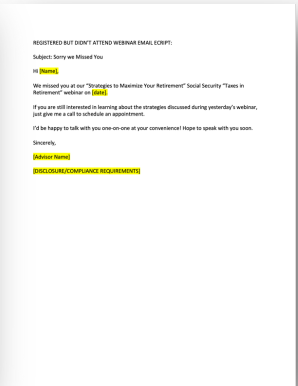 REGISTERED BUT DIDN'T ATTEND WEBINAR EMAIL ECRIPT:
Subject: Sorry we Missed You
Hi [Name],
We missed you at our "Strategies to Maximize Your Retirement" Social Security "Taxes in
Retirement" webinar on [date].
If you are still interested in learning about the strategies discussed during yesterday's webinar,
just give me a call to schedule an appointment.
I'd be happy to talk with you one-on-one at your convenience! Hope to speak with you soon.
Sincerely,
[Advisor Name]
[DISCLOSURE/COMPLIANCE REQUIREMENTS]